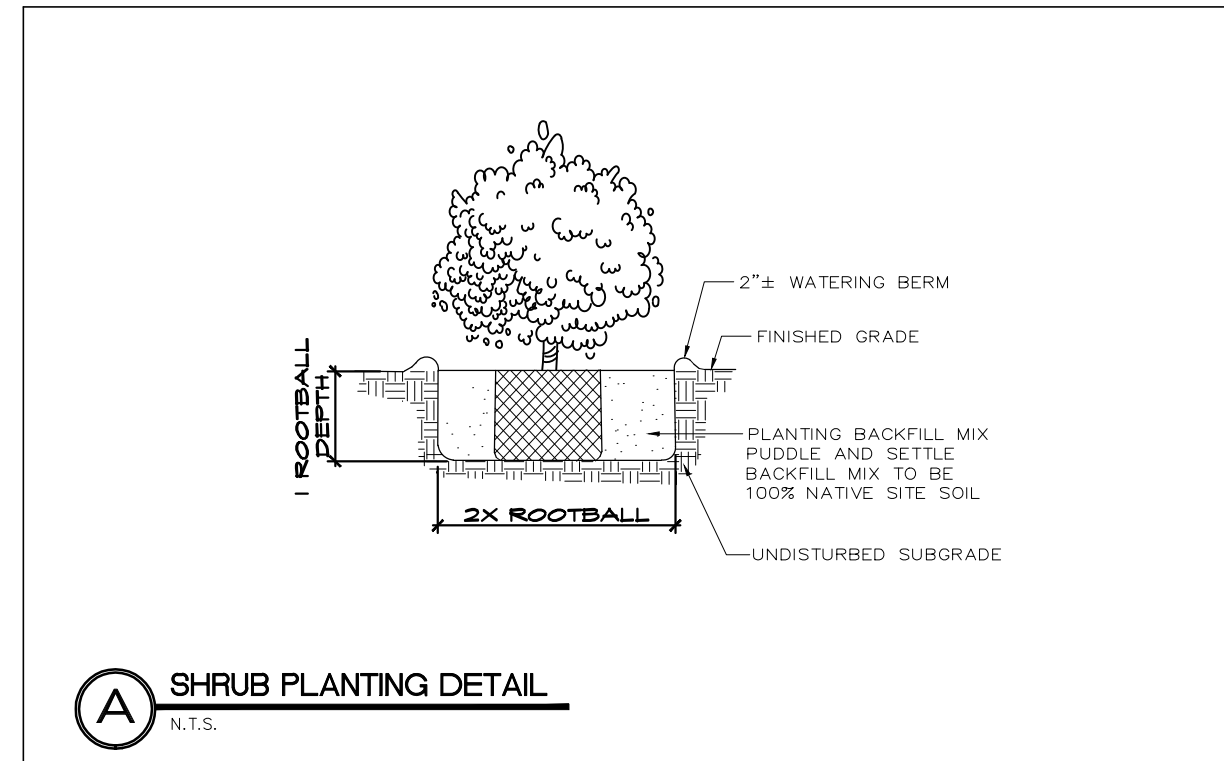 2"± WATERING BERM
FINISHED GRADE
1 ROOTBALL
DEPTH
PLANTING BACKFILL MIX
PUDDLE AND SETTLE
BACKFILL MIX TO BE
100% NATIVE SITE SOIL
2X ROOTBALL
UNDISTURBED SUBGRADE
A
SHRUB PLANTING DETAIL
N.T.S.